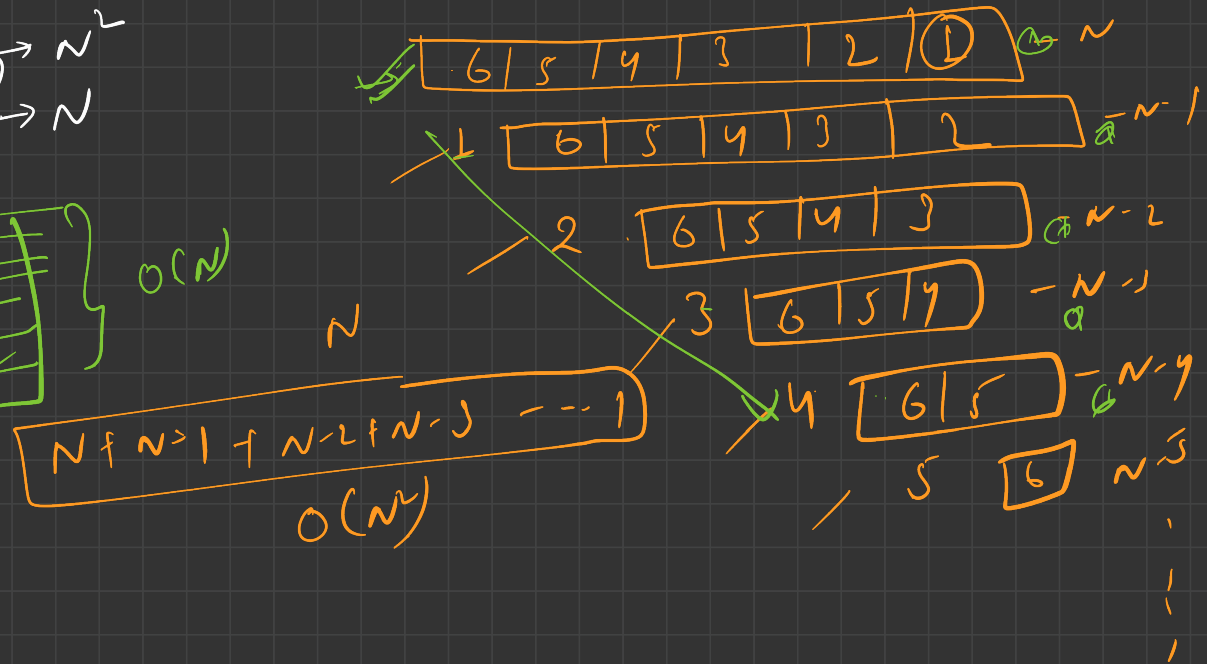 → N²
→ N
6 5 4 3 2 1 - N
1 6 5 4 3 2 - N-1
2 6 5 4 3 N-2
3 6 5 4 - N-3
4 6 5 - N-4
5 6 N-5
O(N)
N
N + N-1 + N-2 + N-3 ---- 1
O(N²)